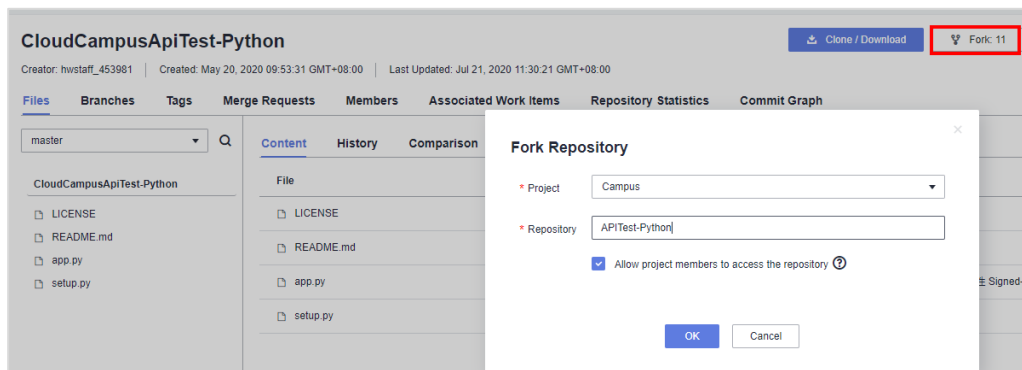 CloudCampusApiTest-Python
Clone / Download
Fork: 11
Creator: hwstaff_453981 | Created: May 20, 2020 09:53:31 GMT+08:00 | Last Updated: Jul 21, 2020 11:30:21 GMT+08:00
Files Branches Tags Merge Requests Members Associated Work Items Repository Statistics Commit Graph
master
CloudCampusApiTest-Python
LICENSE
README.md
app.py
setup.py
Content History Comparison
File
LICENSE
README.md
app.py
性 Signed-
setup.py
Fork Repository
* Project Campus
* Repository APITest-Python
Allow project members to access the repository
OK Cancel